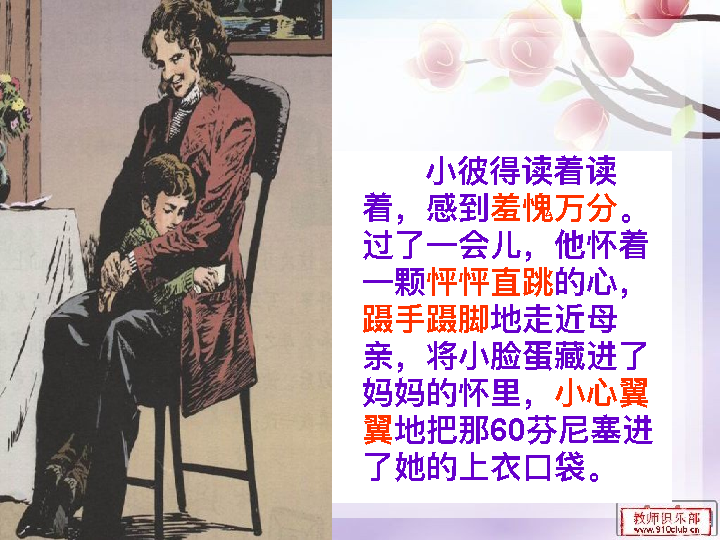 小彼得读着读
着，感到羞愧万分。
过了一会儿，他怀着
一颗怦怦直跳的心，
蹑手蹑脚地走近母
亲，将小脸蛋藏进了
妈妈的怀里，小心翼
翼地把那60芬尼塞进
了她的上衣口袋。
教师俱乐部
www.910club.cn